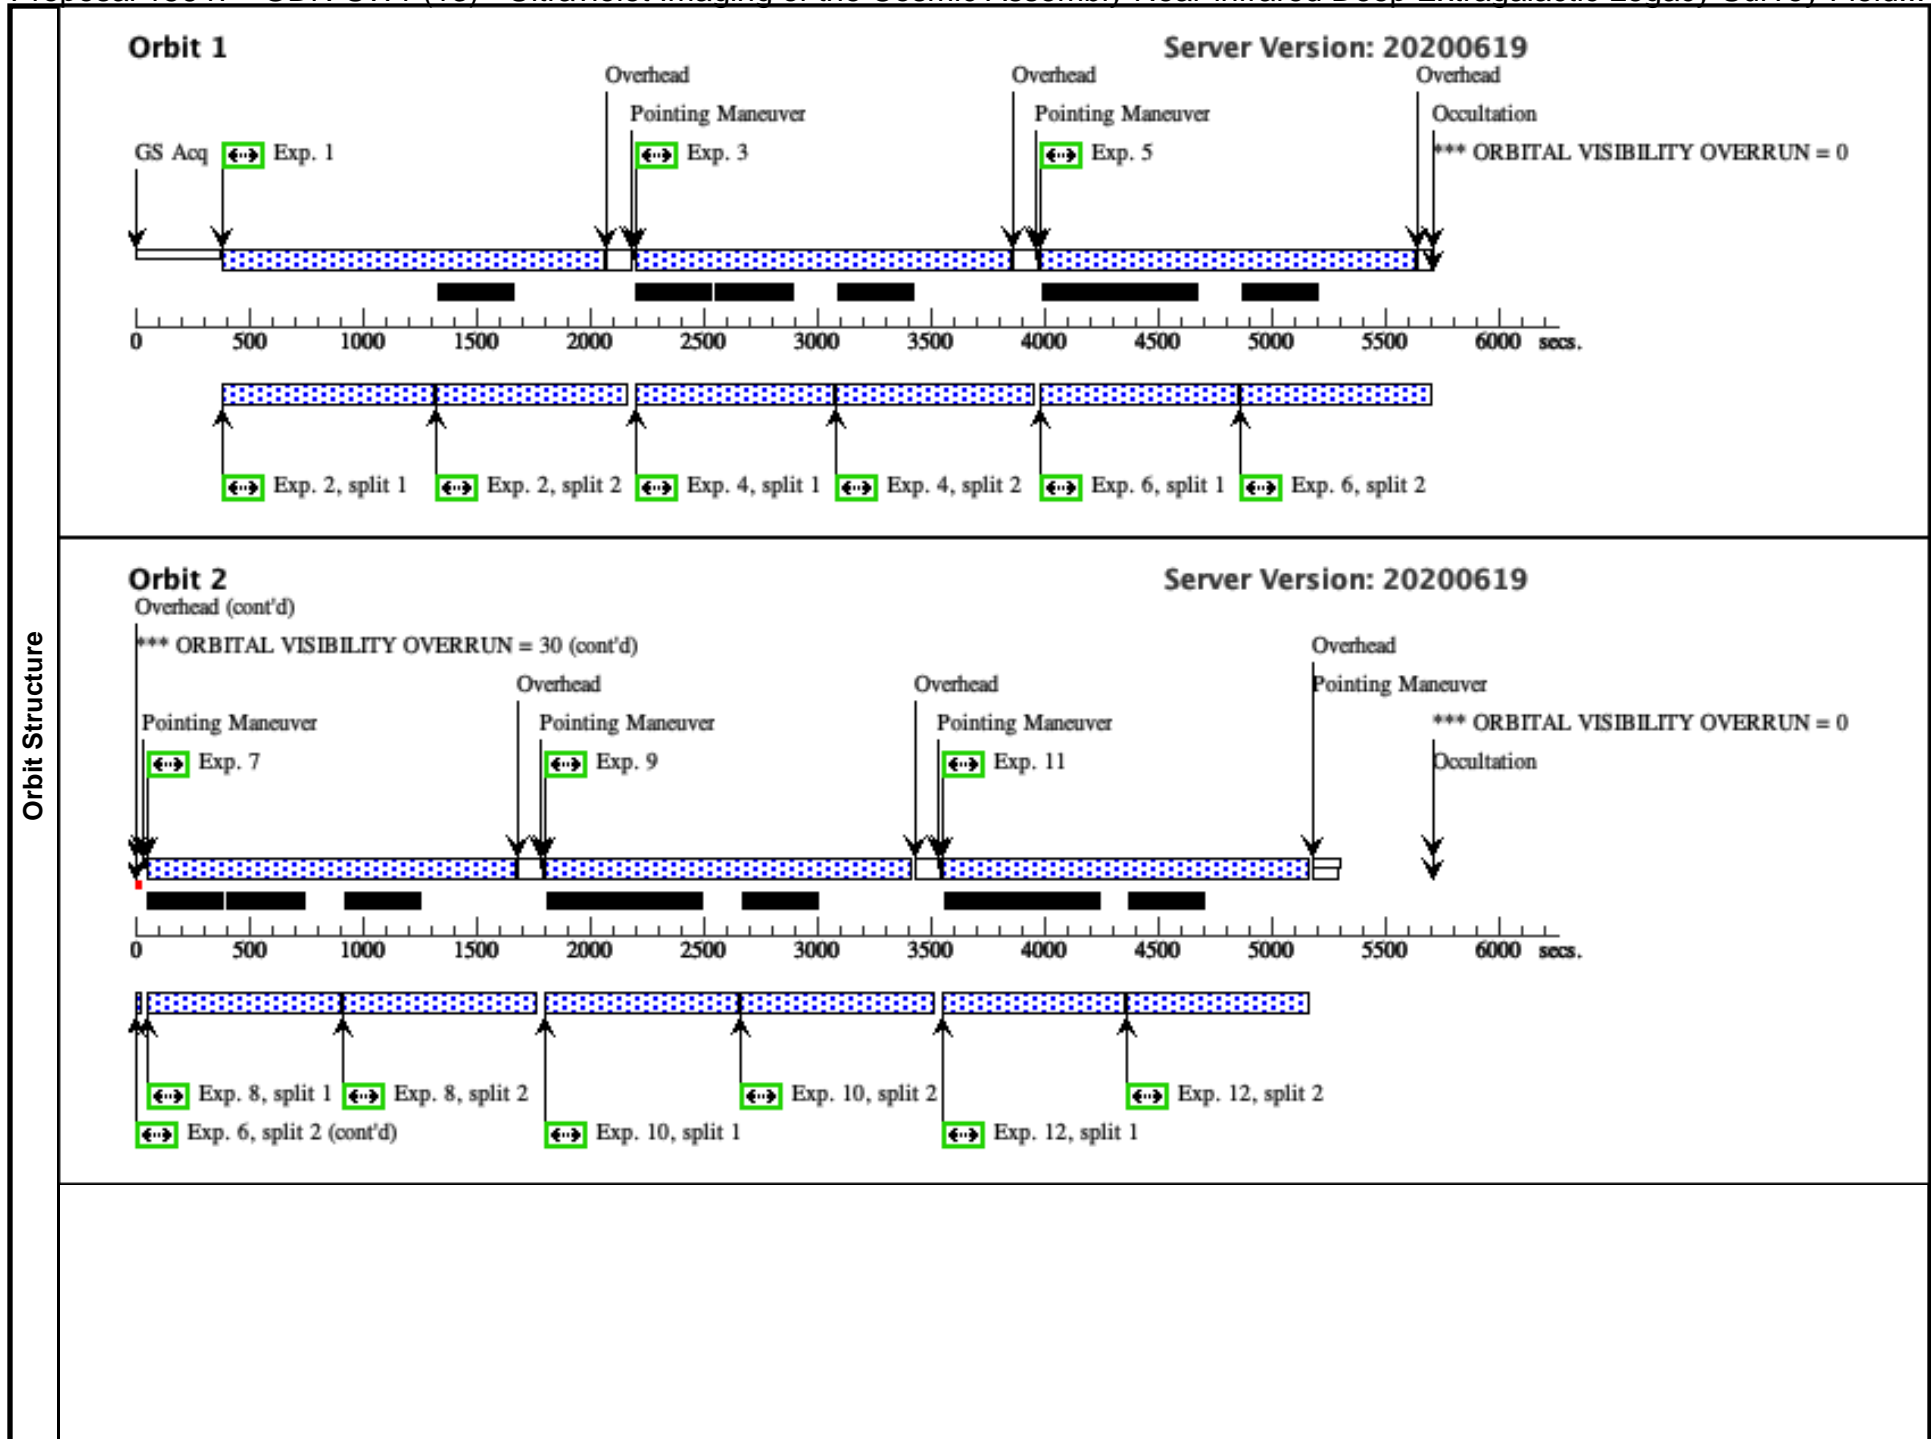 Orbit Structure
Orbit 1
Server Version: 20200619
Overhead Overhead Overhead
Pointing Maneuver Pointing Maneuver Occultation
GS Acq Exp. 1 Exp. 3 Exp. 5 *** ORBITAL VISIBILITY OVERRUN = 0
0 500 1000 1500 2000 2500 3000 3500 4000 4500 5000 5500 6000 secs.
Exp. 2, split 1 Exp. 2, split 2 Exp. 4, split 1 Exp. 4, split 2 Exp. 6, split 1 Exp. 6, split 2
Orbit 2
Server Version: 20200619
Overhead (cont'd)
*** ORBITAL VISIBILITY OVERRUN = 30 (cont'd) Overhead
Overhead Overhead Pointing Maneuver
Pointing Maneuver Pointing Maneuver Pointing Maneuver *** ORBITAL VISIBILITY OVERRUN = 0
Exp. 7 Exp. 9 Exp. 11 Occultation
0 500 1000 1500 2000 2500 3000 3500 4000 4500 5000 5500 6000 secs.
Exp. 8, split 1 Exp. 8, split 2 Exp. 10, split 2 Exp. 12, split 2
Exp. 6, split 2 (cont'd) Exp. 10, split 1 Exp. 12, split 1